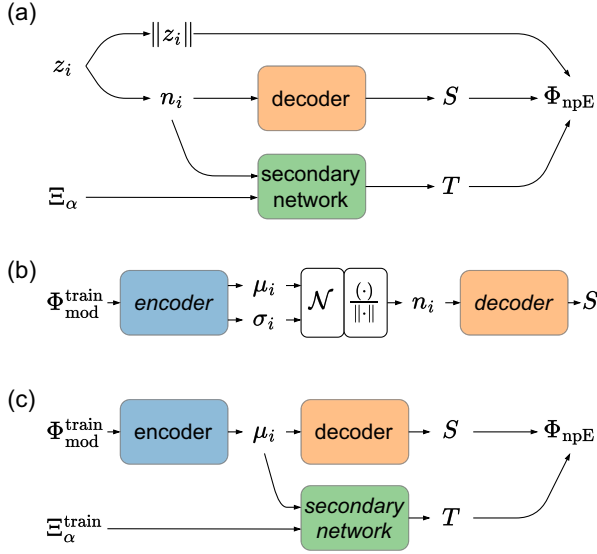 (a)
‖z_i‖
z_i
n_i
decoder
S
Φ_npE
secondary
network
T
Ξ_α
(b)
Φ_mod^train
encoder
μ_i
σ_i
𝒩
(·)
‖·‖
n_i
decoder
S
(c)
Φ_mod^train
encoder
μ_i
decoder
S
Φ_npE
Ξ_α^train
secondary
network
T